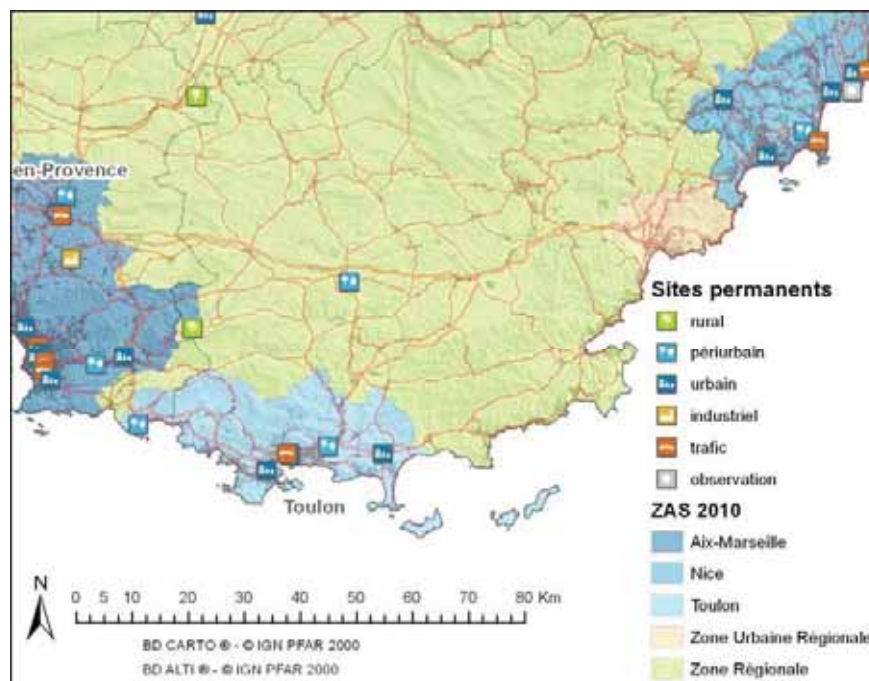 en-Provence
Toulon
Sites permanents
rural
périurbain
urbain
industriel
trafic
observation
ZAS 2010
Aix-Marseille
Nice
Toulon
Zone Urbaine Régionale
Zone Régionale
N
0 5 10 20 30 40 50 60 70 80 Km
BD CARTO ® - © IGN PFAR 2000
BD ALTI ® - © IGN PFAR 2000